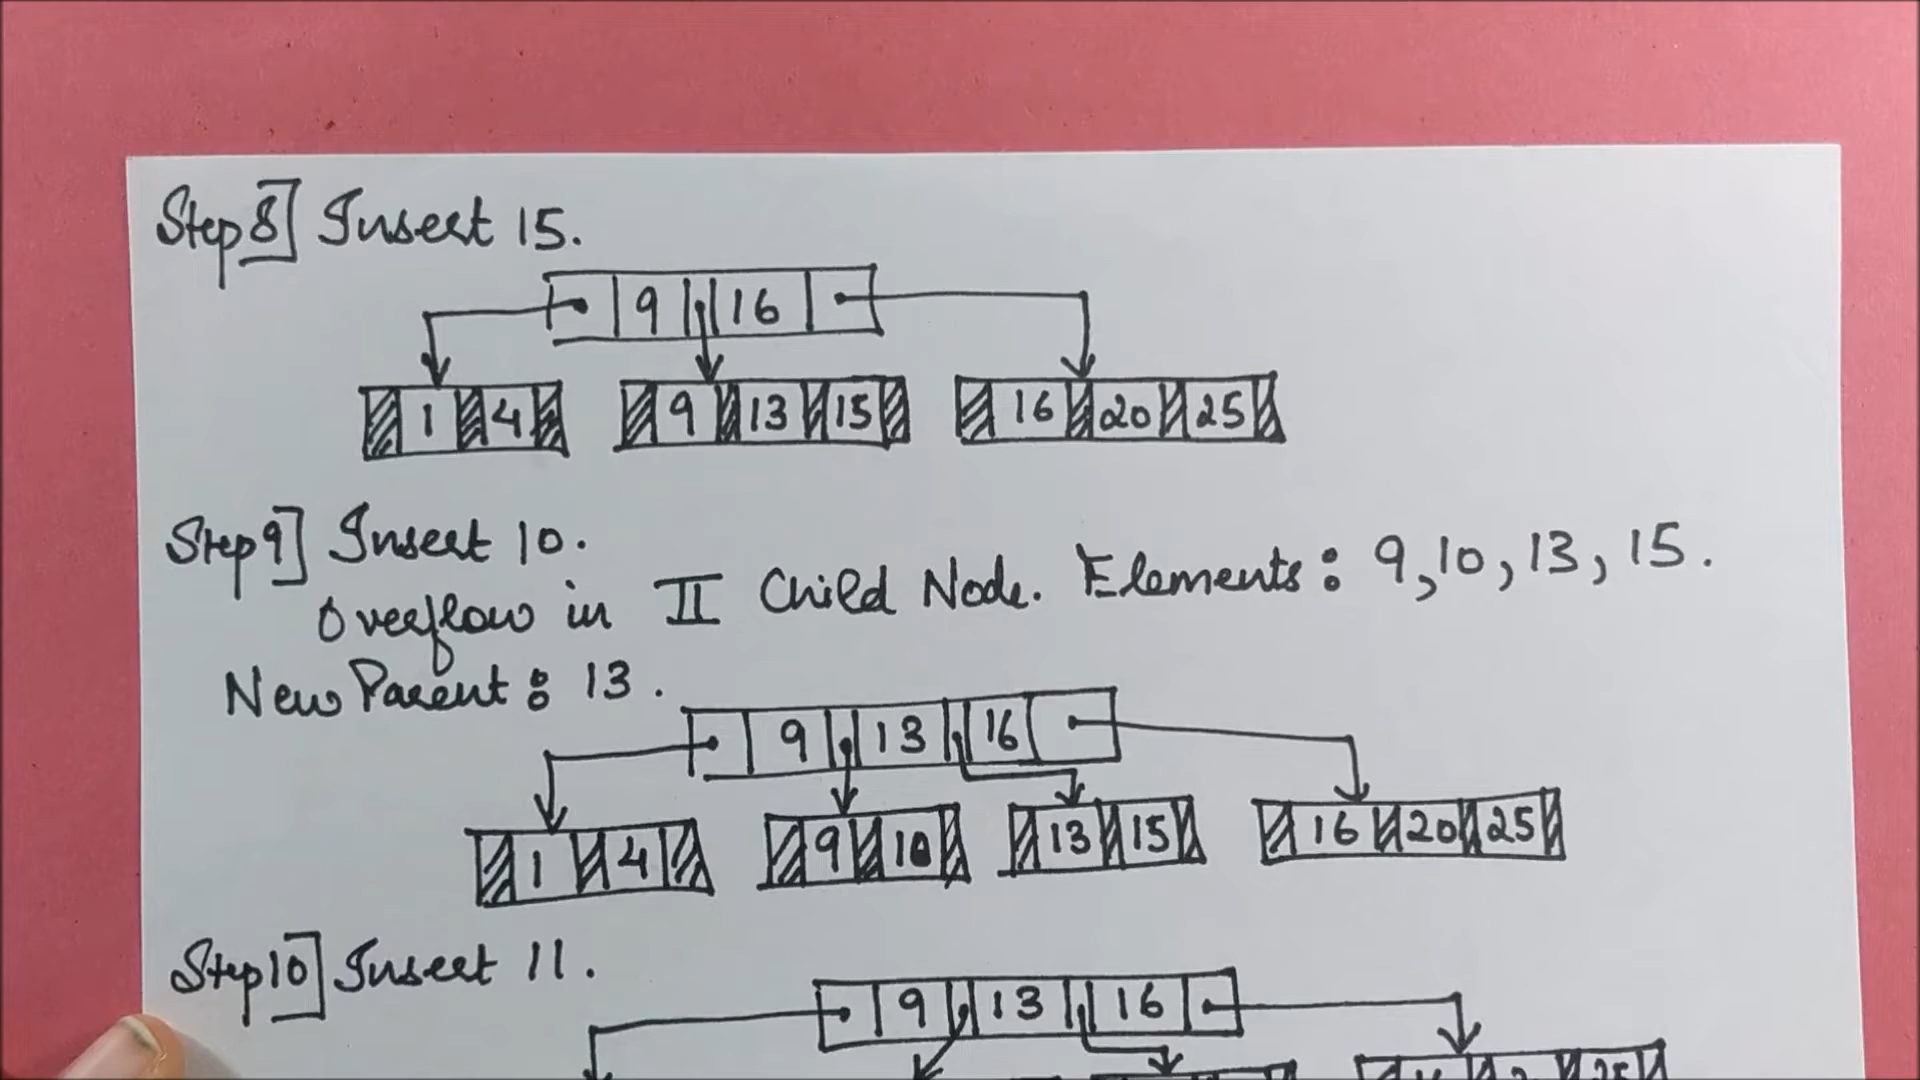 Step 8] Insert 15.
9 16
1 4 9 13 15 16 20 25
Step 9] Insert 10.
Overflow in II Child Node. Elements: 9, 10, 13, 15.
New Parent: 13.
9 13 16
1 4 9 10 13 15 16 20 25
Step 10] Insert 11.
9 13 16